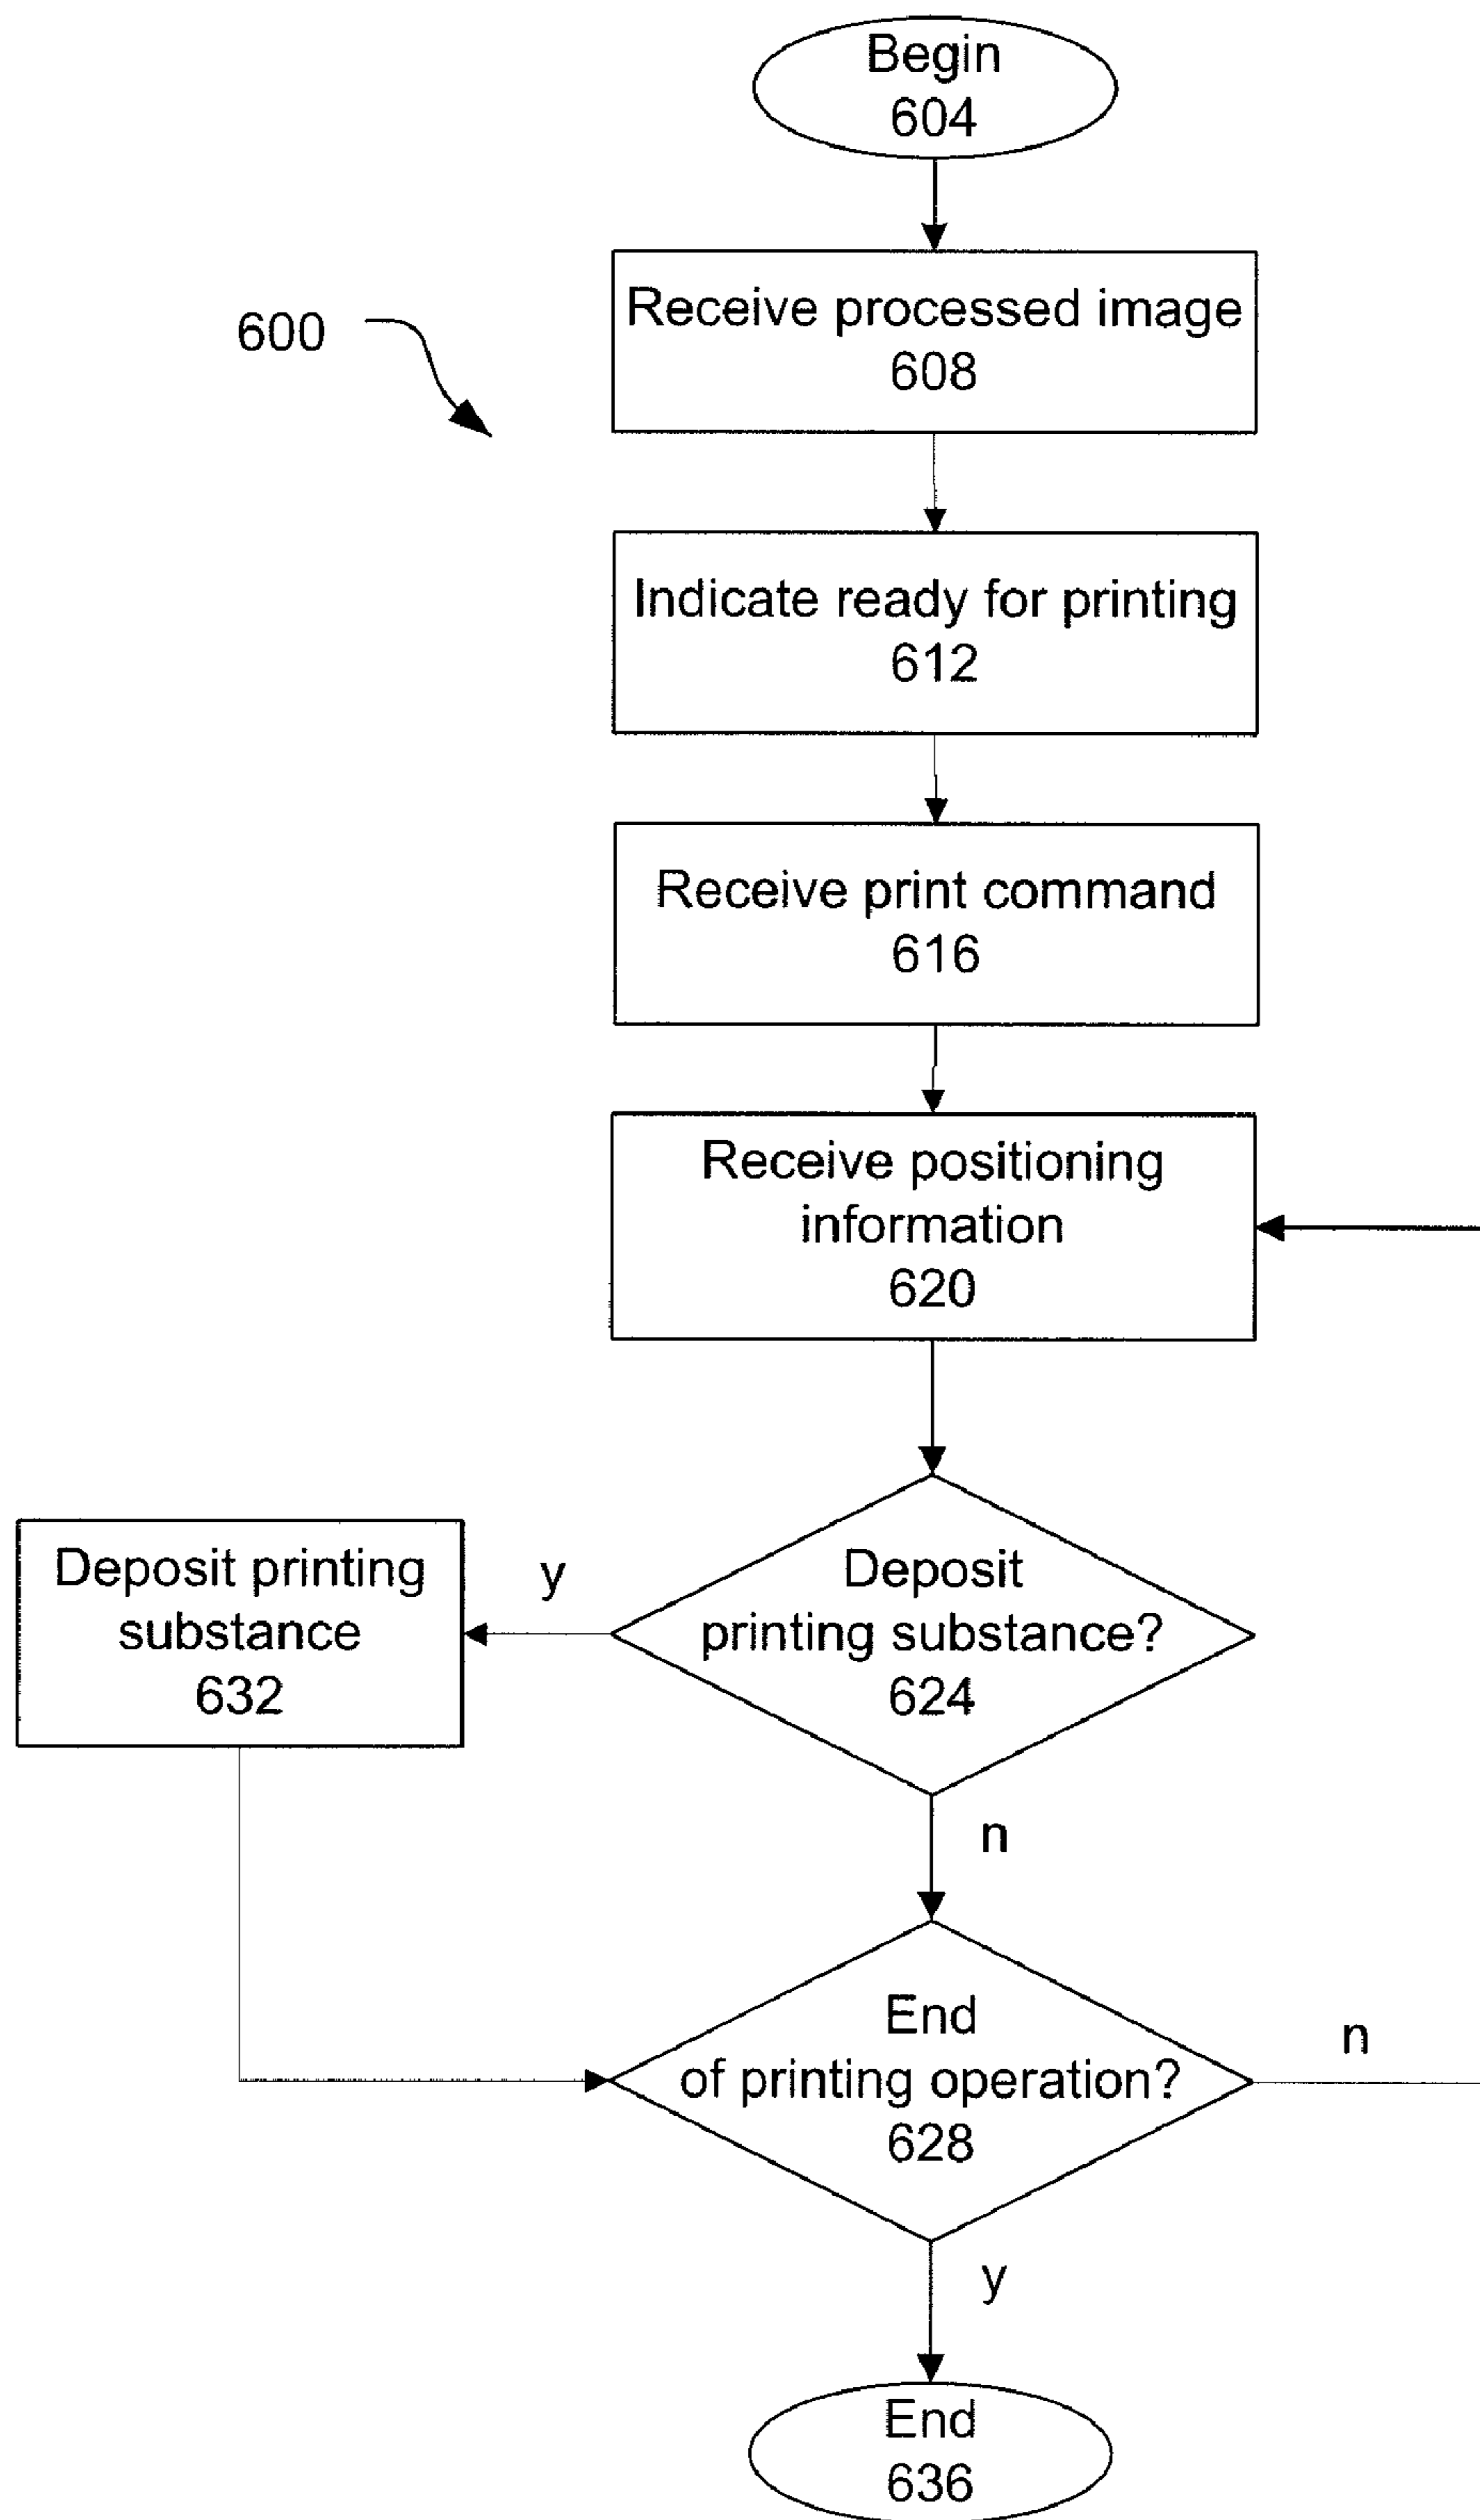 Begin
604
600
Receive processed image
608
Indicate ready for printing
612
Receive print command
616
Receive positioning
information
620
Deposit
printing substance?
624
y
Deposit printing
substance
632
n
End
of printing operation?
628
n
y
End
636